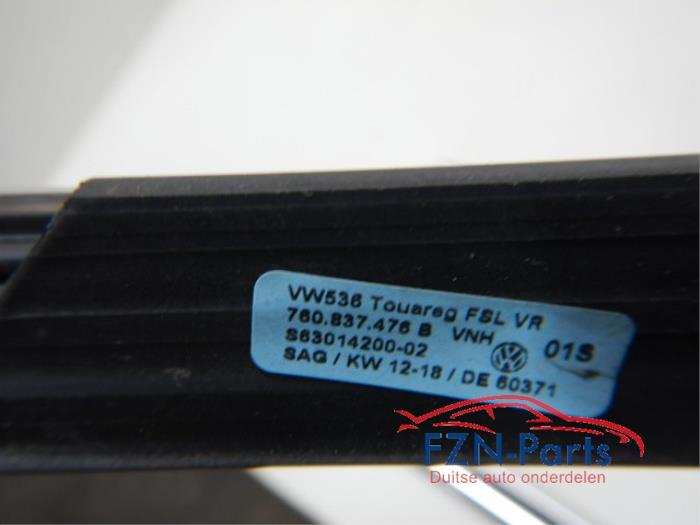 VW536 Touareg FSL VR
760.837.476 B VNH 01S
S63014200-02
SAG / KW 12-18 / DE 60371
FZN-Parts
Duitse auto onderdelen